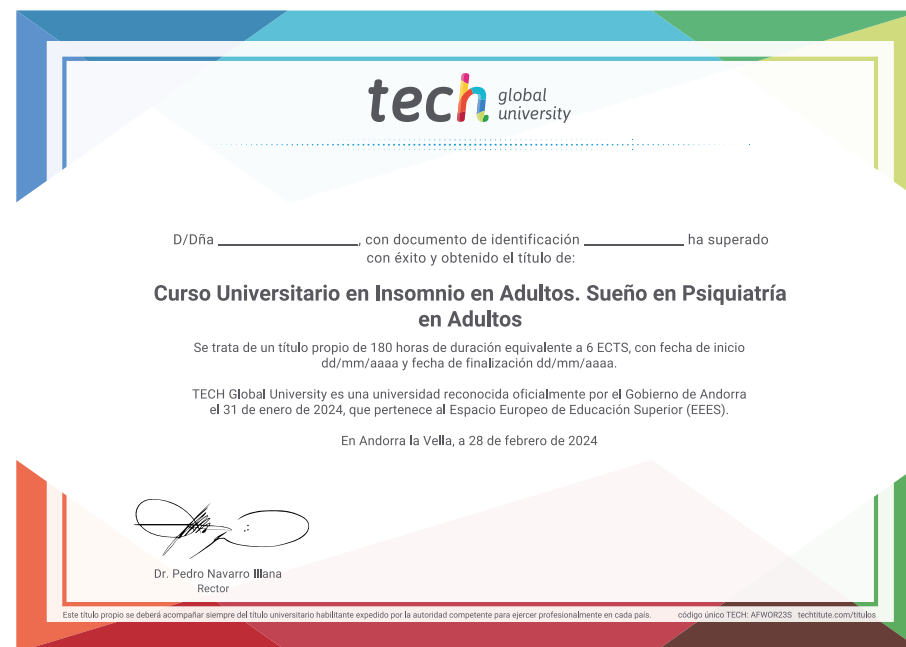 tech global university
D/Dña ____________, con documento de identificación ____________ ha superado
con éxito y obtenido el título de:
Curso Universitario en Insomnio en Adultos. Sueño en Psiquiatría
en Adultos
Se trata de un título propio de 180 horas de duración equivalente a 6 ECTS, con fecha de inicio
dd/mm/aaaa y fecha de finalización dd/mm/aaaa.
TECH Global University es una universidad reconocida oficialmente por el Gobierno de Andorra
el 31 de enero de 2024, que pertenece al Espacio Europeo de Educación Superior (EEES).
En Andorra la Vella, a 28 de febrero de 2024
Dr. Pedro Navarro Illana
Rector
Este título propio se deberá acompañar siempre del título universitario habilitante expedido por la autoridad competente para ejercer profesionalmente en cada país. código único TECH: AFWOR23S techtitute.com/titulos